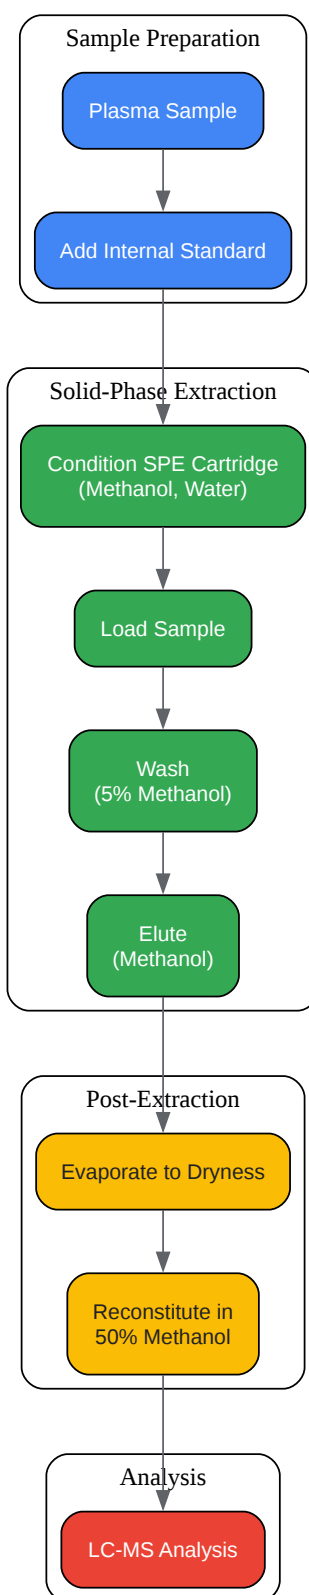 Sample Preparation
Plasma Sample
Add Internal Standard
Solid-Phase Extraction
Condition SPE Cartridge
(Methanol, Water)
Load Sample
Wash
(5% Methanol)
Elute
(Methanol)
Post-Extraction
Evaporate to Dryness
Reconstitute in
50% Methanol
Analysis
LC-MS Analysis